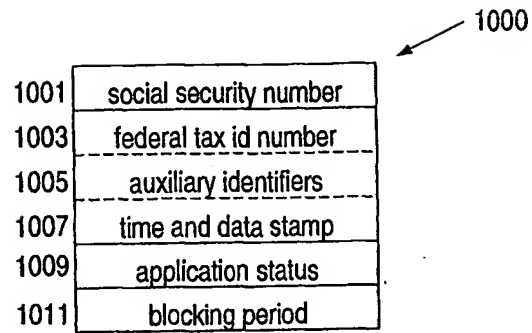 1000
1001 social security number
1003 federal tax id number
1005 auxiliary identifiers
1007 time and data stamp
1009 application status
1011 blocking period